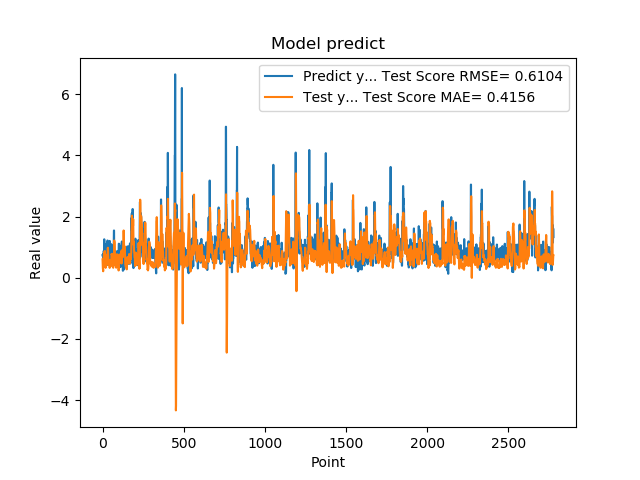 Model predict
Predict y... Test Score RMSE= 0.6104
Test y... Test Score MAE= 0.4156
Real value
6
4
2
0
−2
−4
0 500 1000 1500 2000 2500
Point